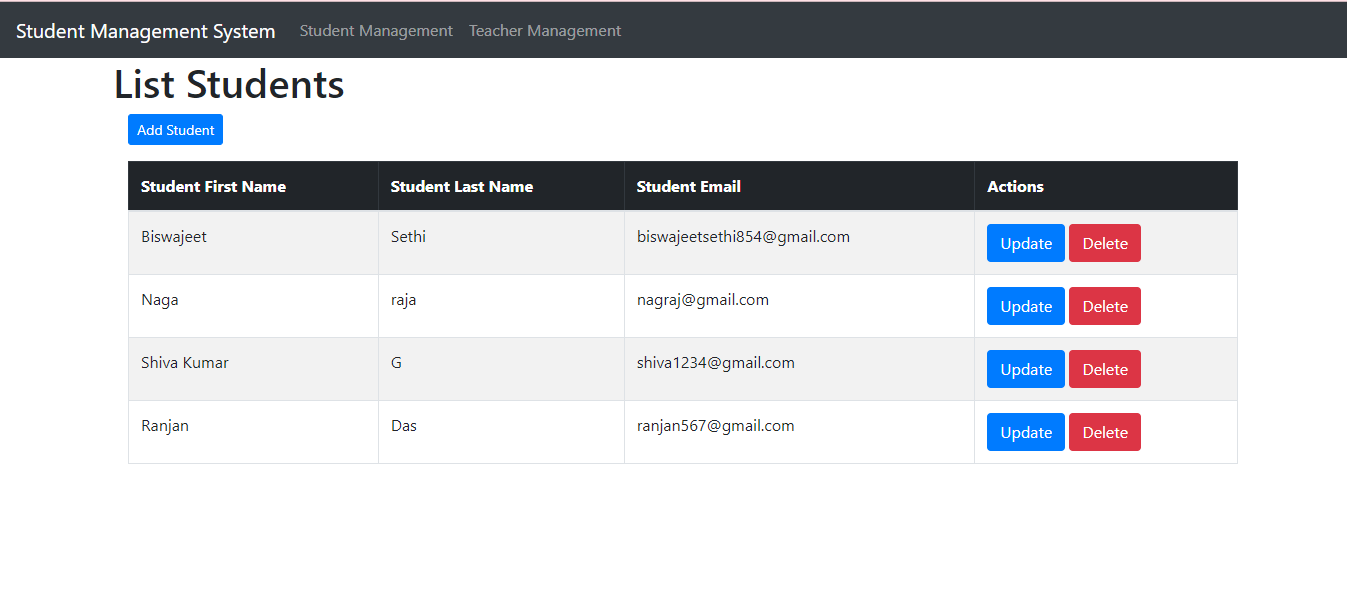 Student Management System Student Management Teacher Management
List Students
Add Student
Student First Name Student Last Name Student Email Actions
Biswajeet Sethi biswajeetsethi854@gmail.com Update Delete
Naga raja nagraj@gmail.com Update Delete
Shiva Kumar G shiva1234@gmail.com Update Delete
Ranjan Das ranjan567@gmail.com Update Delete